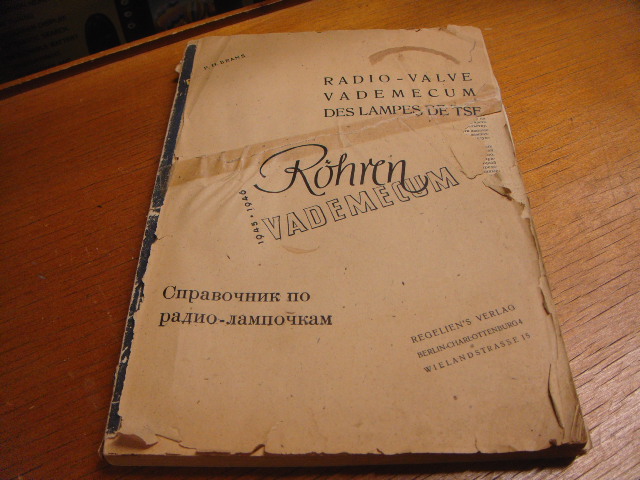 P. H. BRANS
RADIO-VALVE
VADEMECUM
DES LAMPES DE TSF
Röhren
VADEMECUM
1945-1946
Справочник по
радио-лампочкам
REGELIEN'S VERLAG
BERLIN-CHARLOTTENBURG 4
WIELANDSTRASSE 15